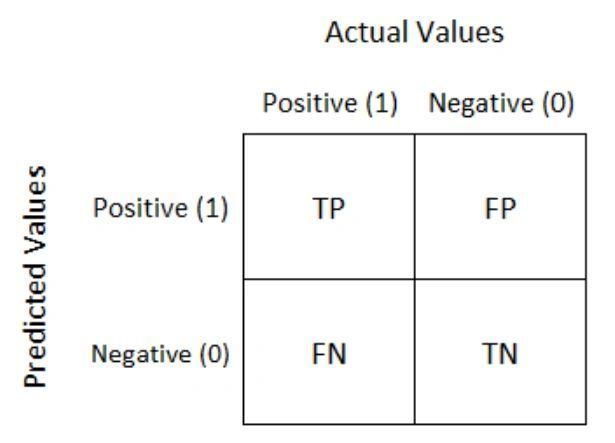 Actual Values
Positive (1) Negative (0)
Predicted Values
Positive (1) TP FP
Negative (0) FN TN